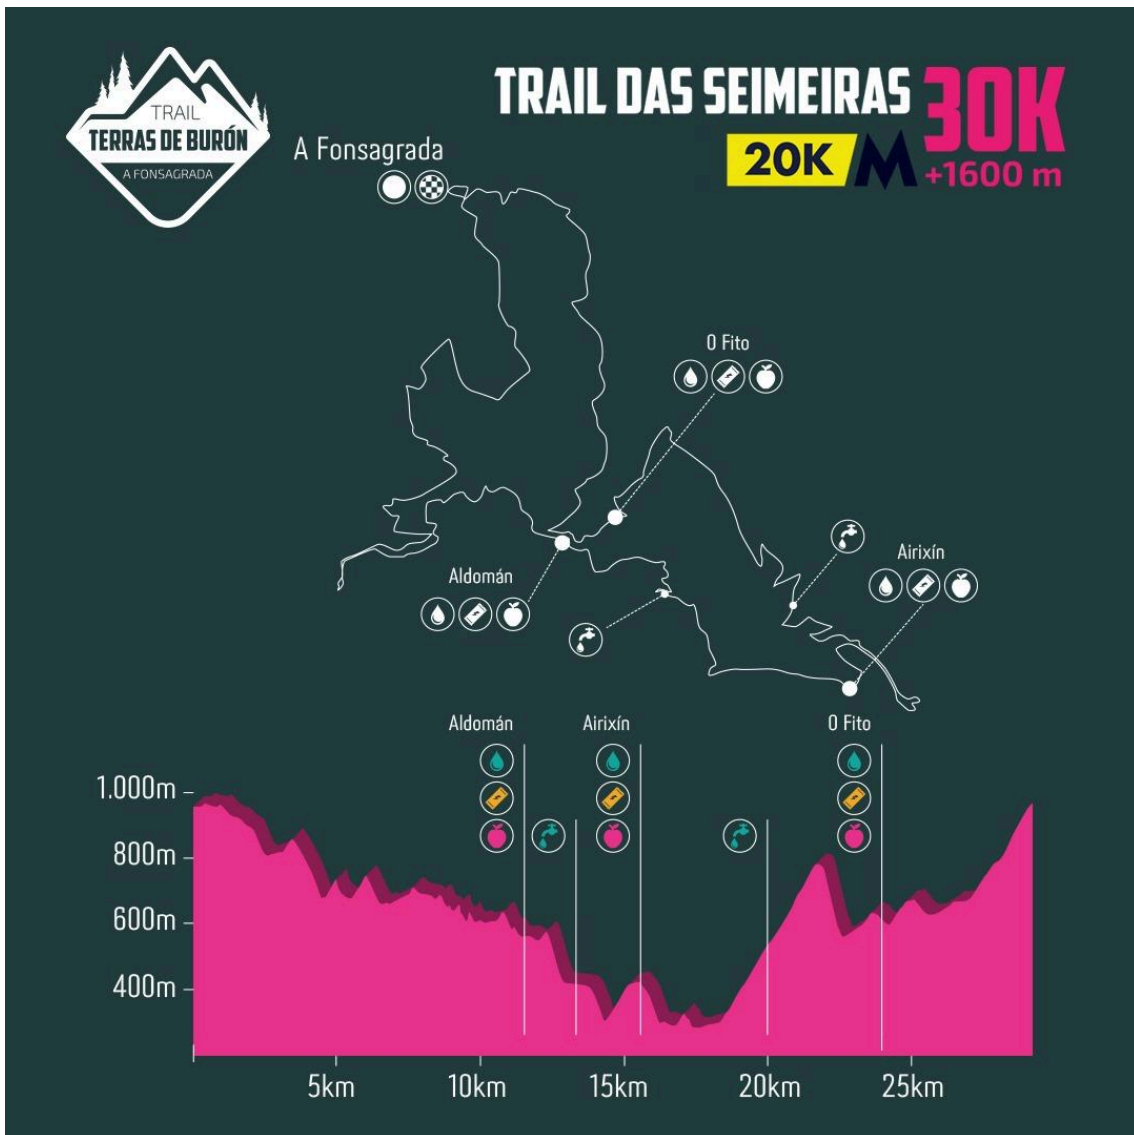 TRAIL
TERRAS DE BURÓN
A FONSAGRADA
TRAIL DAS SEIMEIRAS 30K
20K M +1600 m
A Fonsagrada
O Fito
Airixín
Aldomán
Aldomán
Airixín
O Fito
1.000m
800m
600m
400m
5km
10km
15km
20km
25km